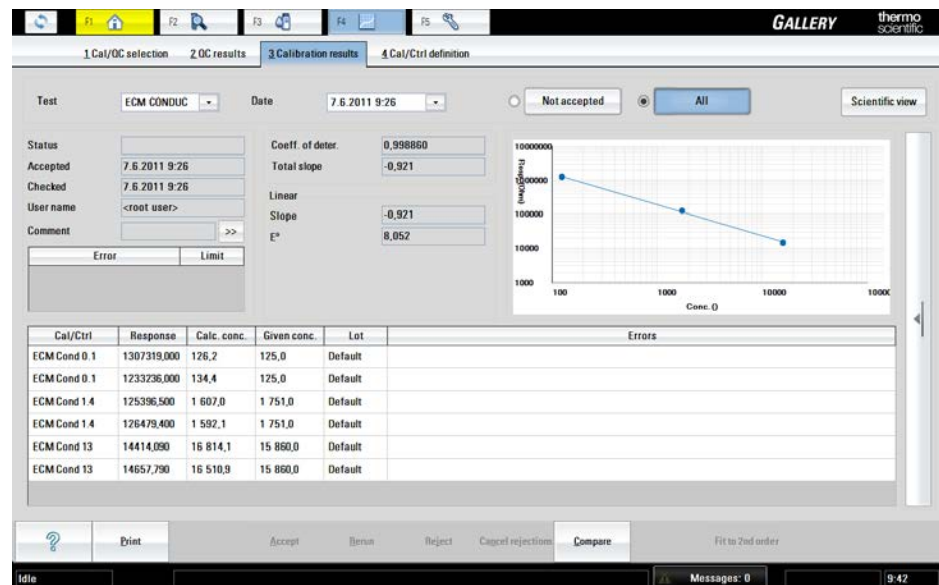 F1 F2 F3 F4 F5 GALLERY thermo scientific
1 Cal/QC selection 2 QC results 3 Calibration results 4 Cal/Ctrl definition
Test ECM CONDUC Date 7.6.2011 9:26 Not accepted All Scientific view
Status
Accepted 7.6.2011 9:26
Checked 7.6.2011 9:26
User name <root user>
Comment >>
Error Limit
Coeff. of deter. 0,998860
Total slope -0,921
Linear
Slope -0,921
E° 8,052
10000000
1000000
100000
10000
1000
Resp. (Ohm)
100 1000 10000 10000
Conc. ()
Cal/Ctrl Response Calc. conc. Given conc. Lot Errors
ECM Cond 0.1 1307319,000 126,2 125,0 Default
ECM Cond 0.1 1233236,000 134,4 125,0 Default
ECM Cond 1.4 125396,500 1 607,0 1 751,0 Default
ECM Cond 1.4 126479,400 1 592,1 1 751,0 Default
ECM Cond 13 14414,090 16 814,1 15 860,0 Default
ECM Cond 13 14657,790 16 510,9 15 860,0 Default
? Print Accept Rerun Reject Cancel rejections Compare Fit to 2nd order
Idle Messages: 0 9:42